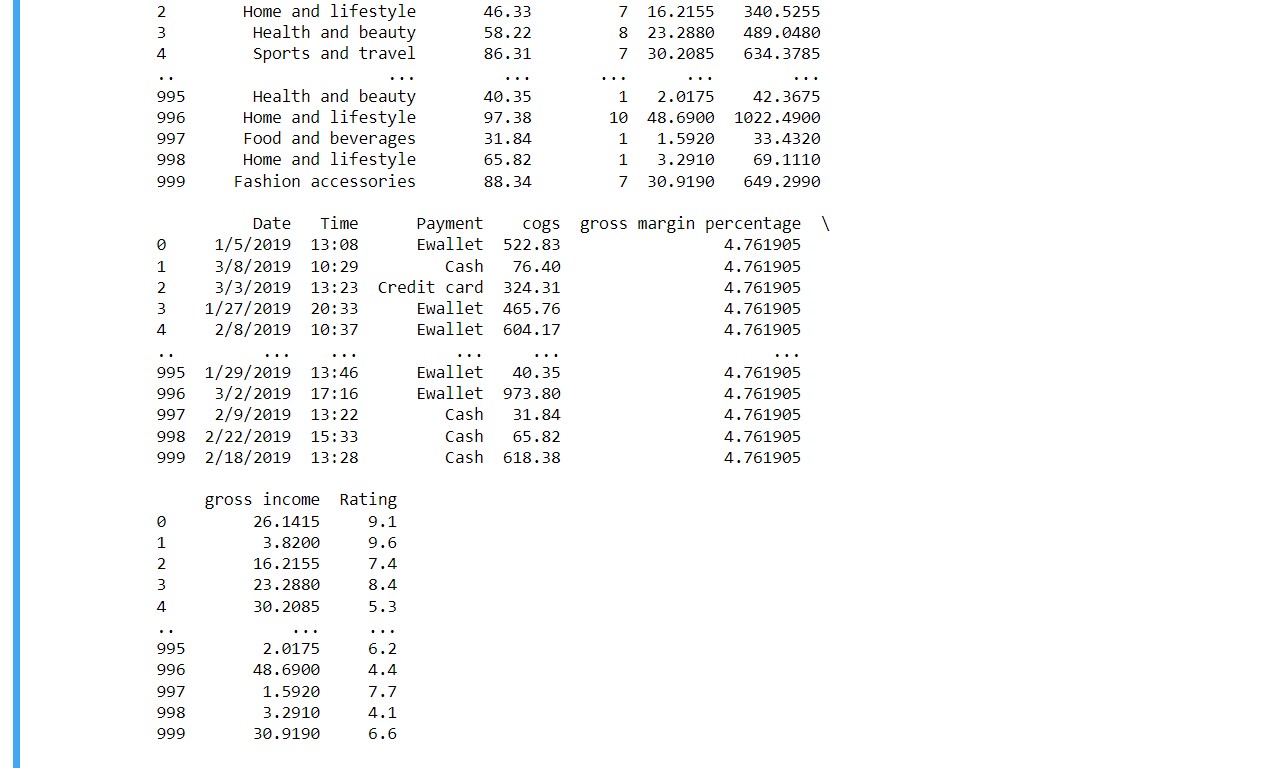 2 Home and lifestyle 46.33 7 16.2155 340.5255
3 Health and beauty 58.22 8 23.2880 489.0480
4 Sports and travel 86.31 7 30.2085 634.3785
.. ... ... ... ... ...
995 Health and beauty 40.35 1 2.0175 42.3675
996 Home and lifestyle 97.38 10 48.6900 1022.4900
997 Food and beverages 31.84 1 1.5920 33.4320
998 Home and lifestyle 65.82 1 3.2910 69.1110
999 Fashion accessories 88.34 7 30.9190 649.2990
Date Time Payment cogs gross margin percentage \
0 1/5/2019 13:08 Ewallet 522.83 4.761905
1 3/8/2019 10:29 Cash 76.40 4.761905
2 3/3/2019 13:23 Credit card 324.31 4.761905
3 1/27/2019 20:33 Ewallet 465.76 4.761905
4 2/8/2019 10:37 Ewallet 604.17 4.761905
.. ... ... ... ... ...
995 1/29/2019 13:46 Ewallet 40.35 4.761905
996 3/2/2019 17:16 Ewallet 973.80 4.761905
997 2/9/2019 13:22 Cash 31.84 4.761905
998 2/22/2019 15:33 Cash 65.82 4.761905
999 2/18/2019 13:28 Cash 618.38 4.761905
gross income Rating
0 26.1415 9.1
1 3.8200 9.6
2 16.2155 7.4
3 23.2880 8.4
4 30.2085 5.3
.. ... ...
995 2.0175 6.2
996 48.6900 4.4
997 1.5920 7.7
998 3.2910 4.1
999 30.9190 6.6